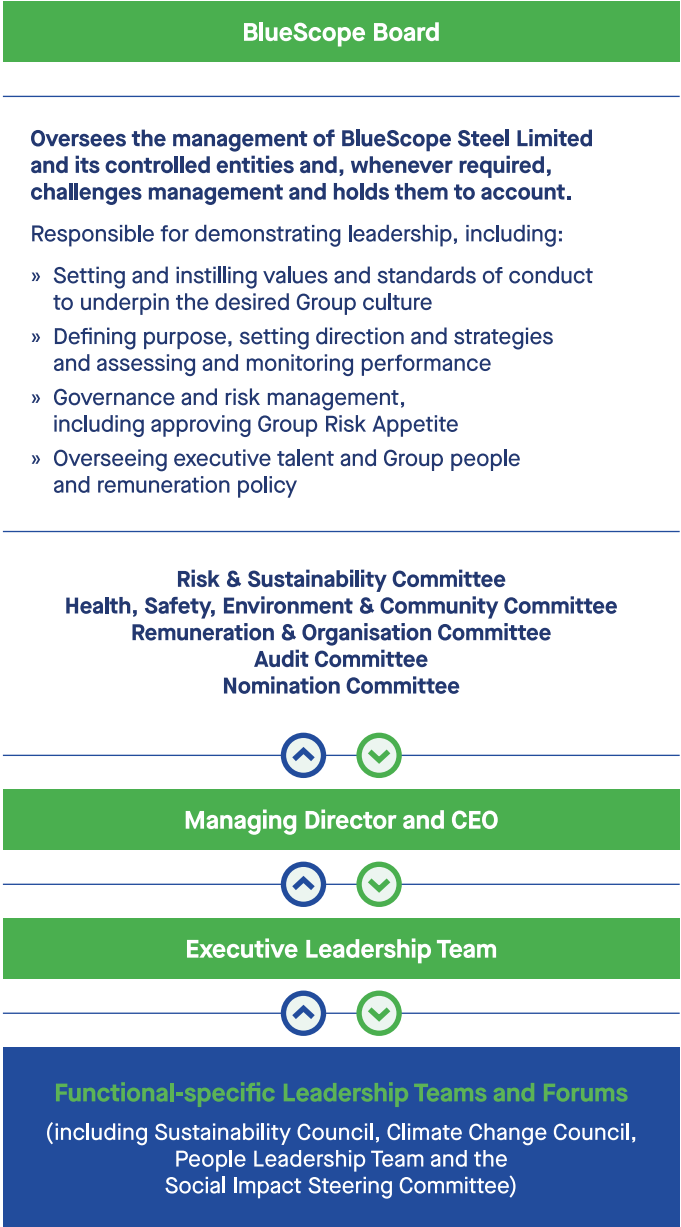 BlueScope Board
Oversees the management of BlueScope Steel Limited
and its controlled entities and, whenever required,
challenges management and holds them to account.
Responsible for demonstrating leadership, including:
» Setting and instilling values and standards of conduct
to underpin the desired Group culture
» Defining purpose, setting direction and strategies
and assessing and monitoring performance
» Governance and risk management,
including approving Group Risk Appetite
» Overseeing executive talent and Group people
and remuneration policy
Risk & Sustainability Committee
Health, Safety, Environment & Community Committee
Remuneration & Organisation Committee
Audit Committee
Nomination Committee
Managing Director and CEO
Executive Leadership Team
Functional-specific Leadership Teams and Forums
(including Sustainability Council, Climate Change Council,
People Leadership Team and the
Social Impact Steering Committee)